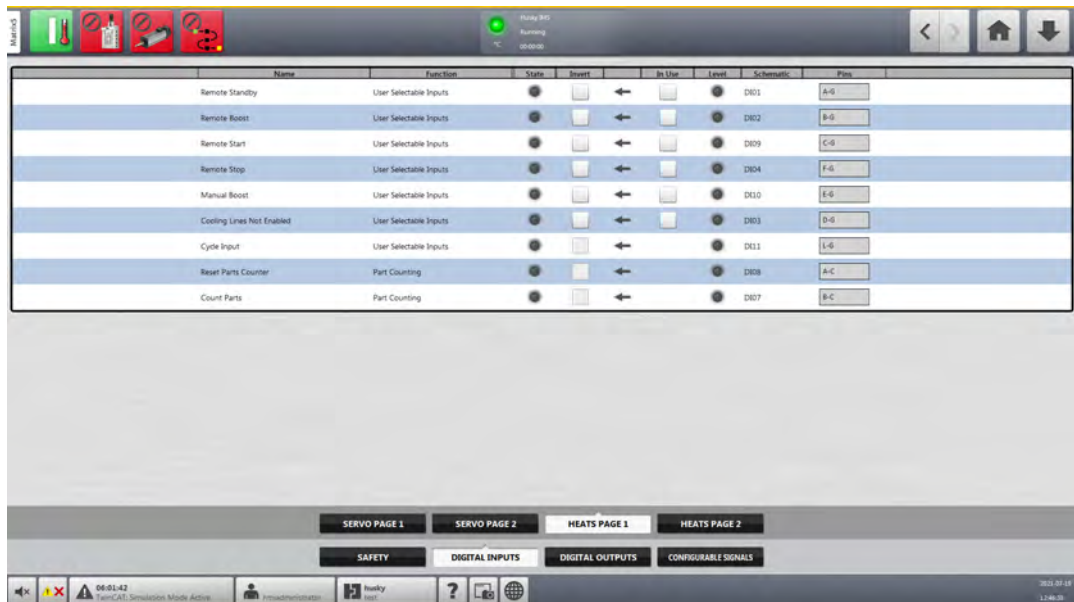 Matrix5
Husky IMS
Running
°C 00:00:00
Name Function State Invert In Use Level Schematic Pins
Remote Standby User Selectable Inputs DI01 A-G
Remote Boost User Selectable Inputs DI02 B-G
Remote Start User Selectable Inputs DI09 C-G
Remote Stop User Selectable Inputs DI04 F-G
Manual Boost User Selectable Inputs DI10 E-G
Cooling Lines Not Enabled User Selectable Inputs DI03 D-G
Cycle Input User Selectable Inputs DI11 L-G
Reset Parts Counter Part Counting DI08 A-C
Count Parts Part Counting DI07 B-C
SERVO PAGE 1 SERVO PAGE 2 HEATS PAGE 1 HEATS PAGE 2
SAFETY DIGITAL INPUTS DIGITAL OUTPUTS CONFIGURABLE SIGNALS
06:01:42
TwinCAT: Simulation Mode Active
husky
test
?